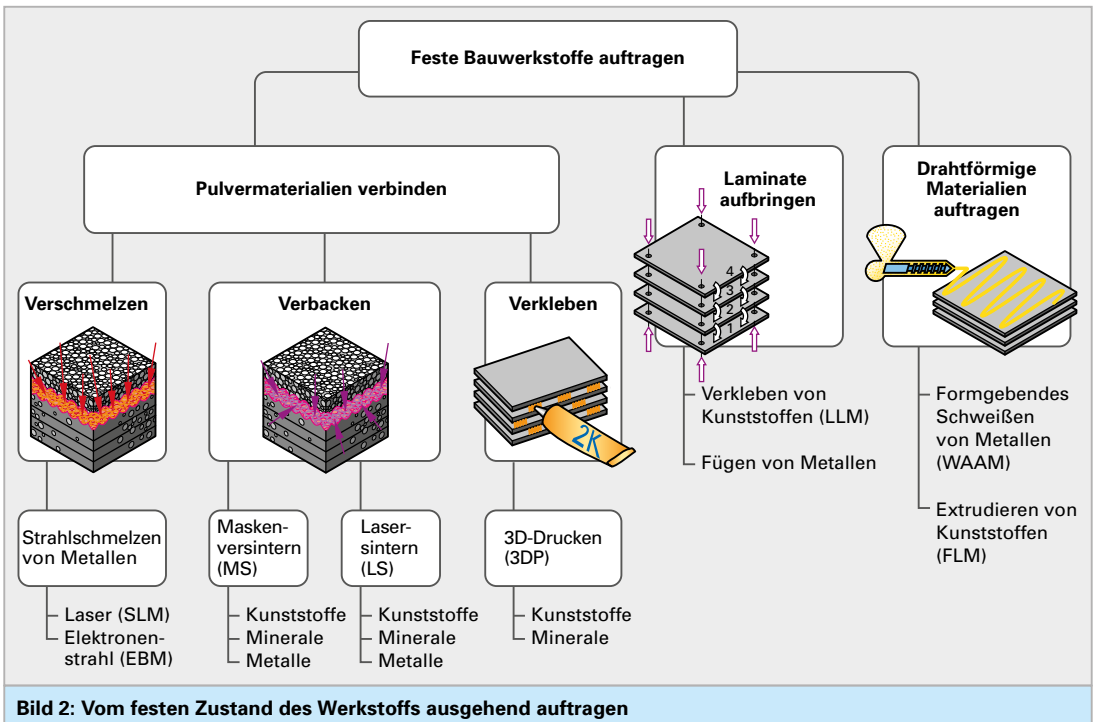 Feste Bauwerkstoffe auftragen
Pulvermaterialien verbinden
Laminate
aufbringen
4
3
2
1
Drahtförmige
Materialien
auftragen
Verschmelzen
Verbacken
Verkleben
2K
Verkleben von
Kunststoffen (LLM)
Fügen von Metallen
Formgebendes
Schweißen
von Metallen
(WAAM)
Extrudieren von
Kunststoffen
(FLM)
Strahlschmelzen
von Metallen
Laser (SLM)
Elektronen-
strahl (EBM)
Masken-
versintern
(MS)
Kunststoffe
Minerale
Metalle
Laser-
sintern
(LS)
Kunststoffe
Minerale
Metalle
3D-Drucken
(3DP)
Kunststoffe
Minerale
Bild 2: Vom festen Zustand des Werkstoffs ausgehend auftragen